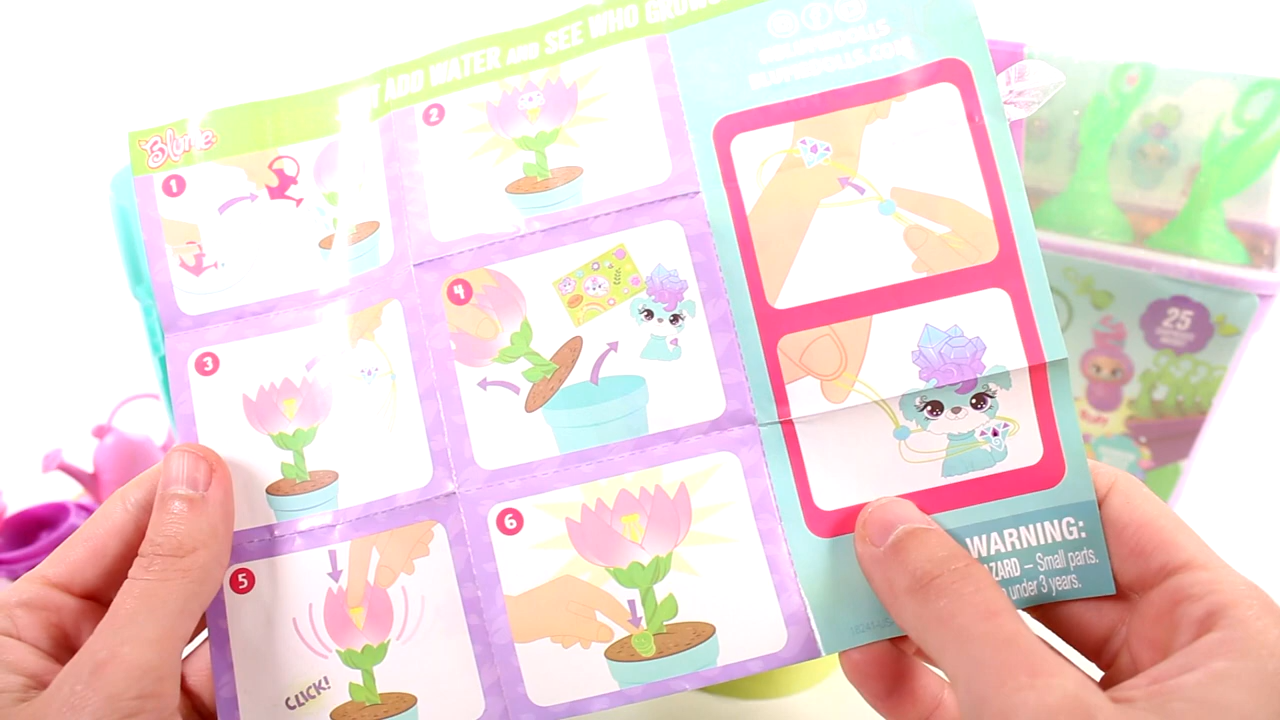 ADD WATER AND SEE WHO GROWS
Blume
1
2
3
4
5
CLICK!
6
WARNING:
– Small parts.
under 3 years.
25